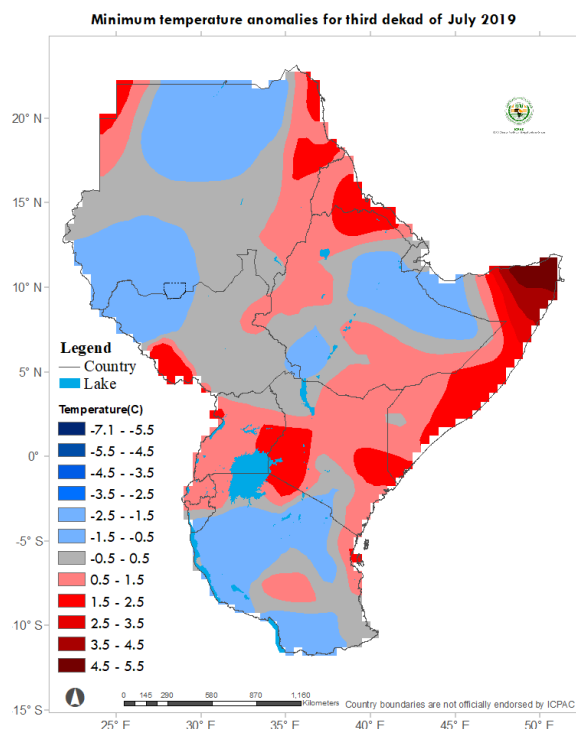 Minimum temperature anomalies for third dekad of July 2019
20° N
15° N
10° N
5° N
0°
-5° S
10° S
15° S
25° E
30° E
35° E
40° E
45° E
50° E
Legend
Country
Lake
Temperature(C)
-7.1 - -5.5
-5.5 - -4.5
-4.5 - -3.5
-3.5 - -2.5
-2.5 - -1.5
-1.5 - -0.5
-0.5 - 0.5
0.5 - 1.5
1.5 - 2.5
2.5 - 3.5
3.5 - 4.5
4.5 - 5.5
0 145 290 580 870 1,160
Kilometers
Country boundaries are not officially endorsed by ICPAC